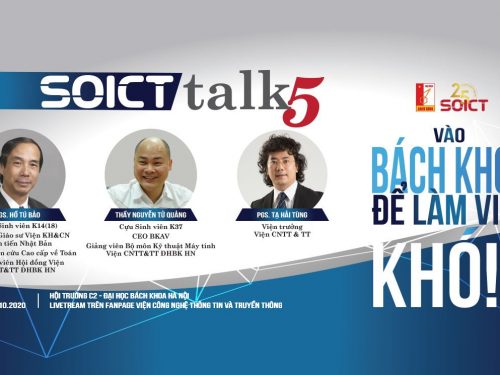 SOICT talk 5
25
SOICT
VÀO
BÁCH KHO
ĐỂ LÀM VI
KHÓ!
GS. HỒ TÚ BẢO
Sinh viên K14(18)
Giáo sư Viện KH&CN
n tiến Nhật Bản
n cứu Cao cấp về Toán
viên Hội đồng Viện
T&TT ĐHBK HN
THẦY NGUYỄN TỬ QUẢNG
Cựu Sinh viên K37
CEO BKAV
Giảng viên Bộ môn Kỹ thuật Máy tính
Viện CNTT&TT ĐHBK HN
PGS. TẠ HẢI TÙNG
Viện trưởng
Viện CNTT & TT
.10.2020
HỘI TRƯỜNG C2 - ĐẠI HỌC BÁCH KHOA HÀ NỘI
LIVETREAM TRÊN FANPAGE VIỆN CÔNG NGHỆ THÔNG TIN VÀ TRUYỀN THÔNG